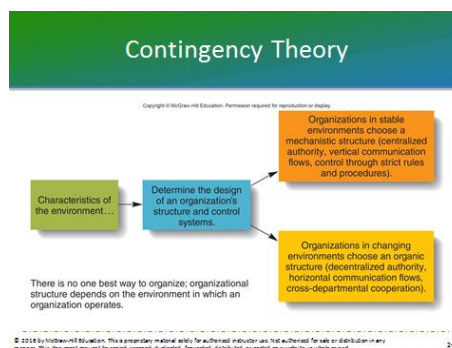 Contingency Theory
Copyright © McGraw-Hill Education. Permission required for reproduction or display.
Characteristics
of the environment…
Determine the design
of an organization's
structure and control
systems.
Organizations in stable
environments choose a
mechanistic structure (centralized
authority, vertical communication
flows, control through strict rules
and procedures).
Organizations in changing
environments choose an organic
structure (decentralized authority,
horizontal communication flows,
cross-departmental cooperation).
There is no one best way to organize; organizational
structure depends on the environment in which an
organization operates.
© 2016 by McGraw-Hill Education. This is proprietary material solely for authorized instructor use. Not authorized for sale or distribution in any